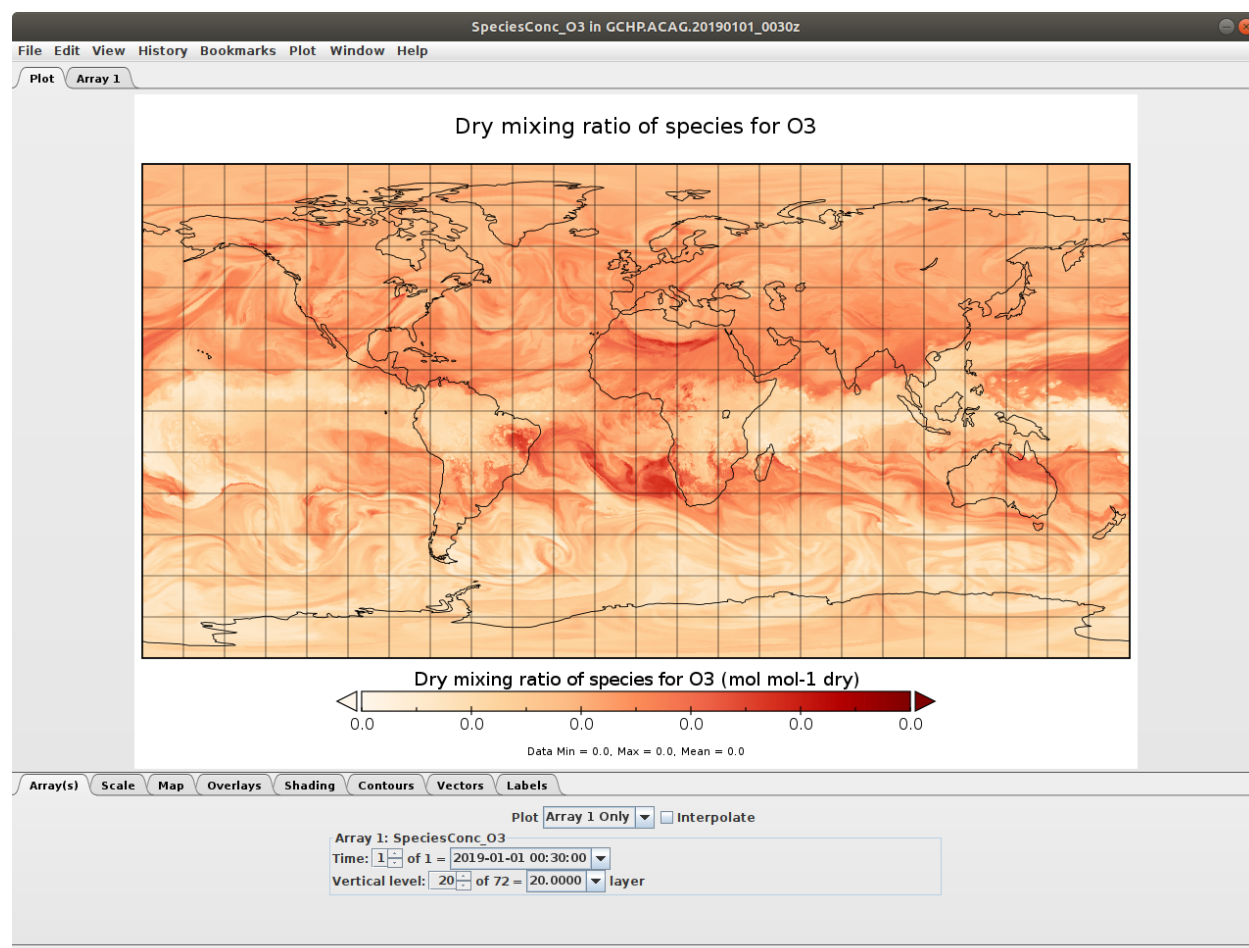 SpeciesConc_O3 in GCHP.ACAG.20190101_0030z
File Edit View History Bookmarks Plot Window Help
Plot Array 1
Dry mixing ratio of species for O3
Dry mixing ratio of species for O3 (mol mol-1 dry)
0.0 0.0 0.0 0.0 0.0 0.0
Data Min = 0.0, Max = 0.0, Mean = 0.0
Array(s) Scale Map Overlays Shading Contours Vectors Labels
Plot Array 1 Only Interpolate
Array 1: SpeciesConc_O3
Time: 1 of 1 = 2019-01-01 00:30:00
Vertical level: 20 of 72 = 20.0000 layer